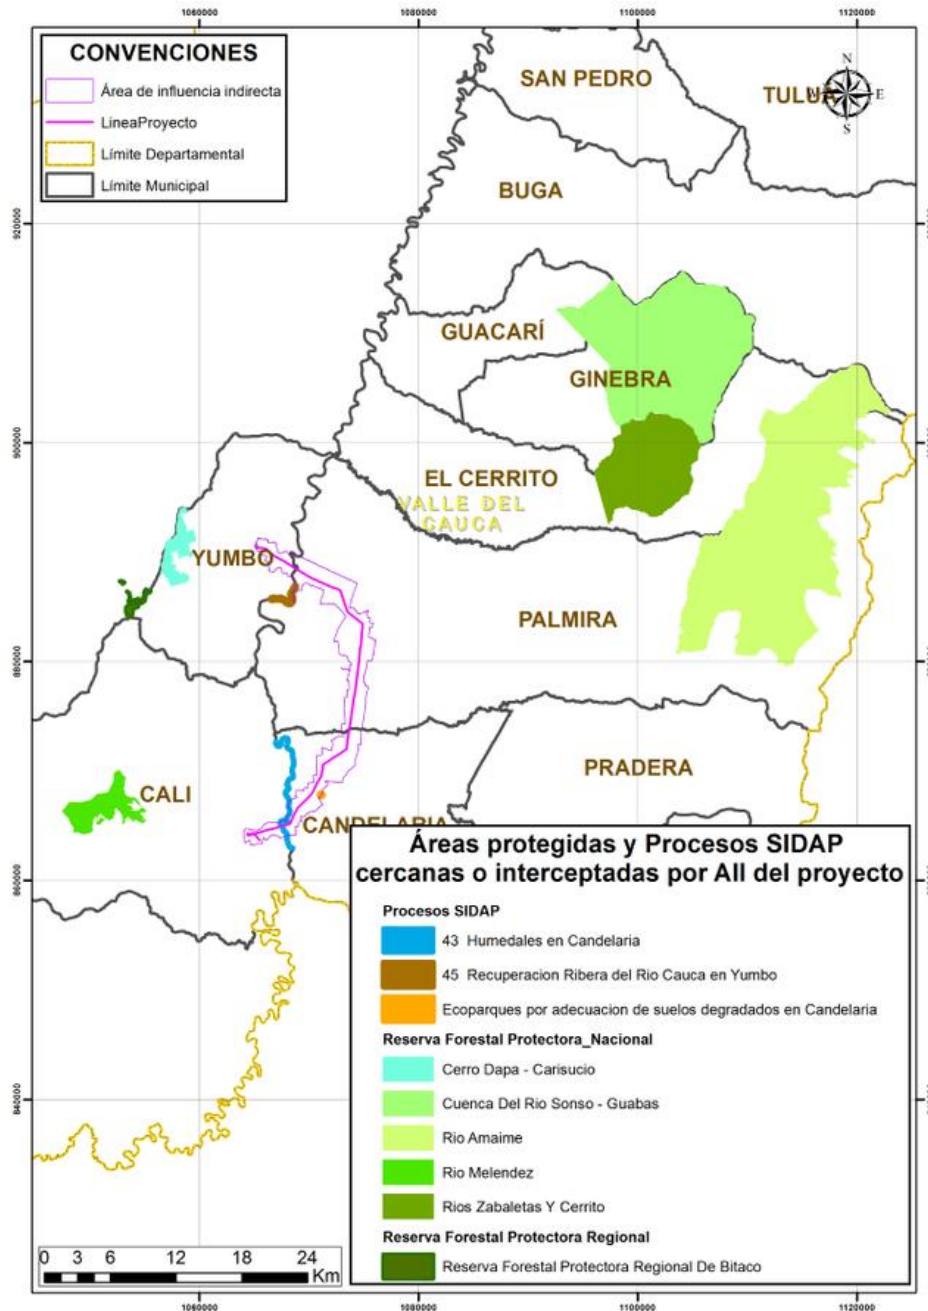 1060000
1080000
1100000
1120000
CONVENCIONES
Área de influencia indirecta
LineaProyecto
Límite Departamental
Límite Municipal
N
E
S
SAN PEDRO
TULUÁ
BUGA
920000
GUACARÍ
GINEBRA
900000
EL CERRITO
VALLE DEL
CAUCA
YUMBO
PALMIRA
880000
PRADERA
CALI
CANDELARIA
860000
840000
Áreas protegidas y Procesos SIDAP
cercanas o interceptadas por AII del proyecto
Procesos SIDAP
43 Humedales en Candelaria
45 Recuperacion Ribera del Rio Cauca en Yumbo
Ecoparques por adecuacion de suelos degradados en Candelaria
Reserva Forestal Protectora_Nacional
Cerro Dapa - Carisucio
Cuenca Del Rio Sonso - Guabas
Rio Amaime
Rio Melendez
Rios Zabaletas Y Cerrito
Reserva Forestal Protectora Regional
Reserva Forestal Protectora Regional De Bitaco
0 3 6 12 18 24
Km
1060000
1080000
1100000
1120000